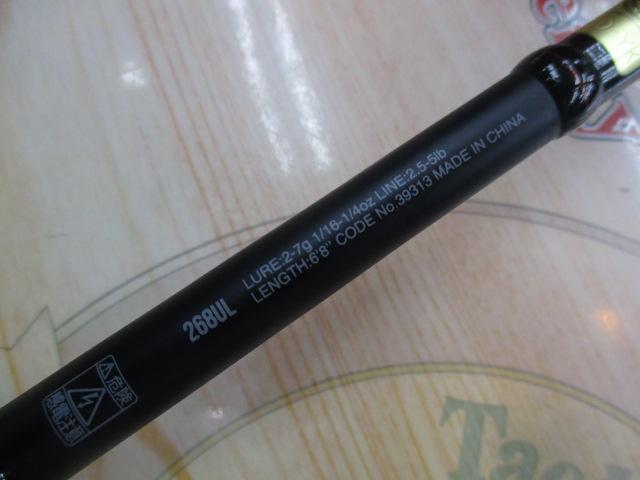 268UL
LURE:2-7g 1/16-1/4oz LINE:2.5-5lb
LENGTH:6'8" CODE No.39313 MADE IN CHINA
危険
感電注意
Taor